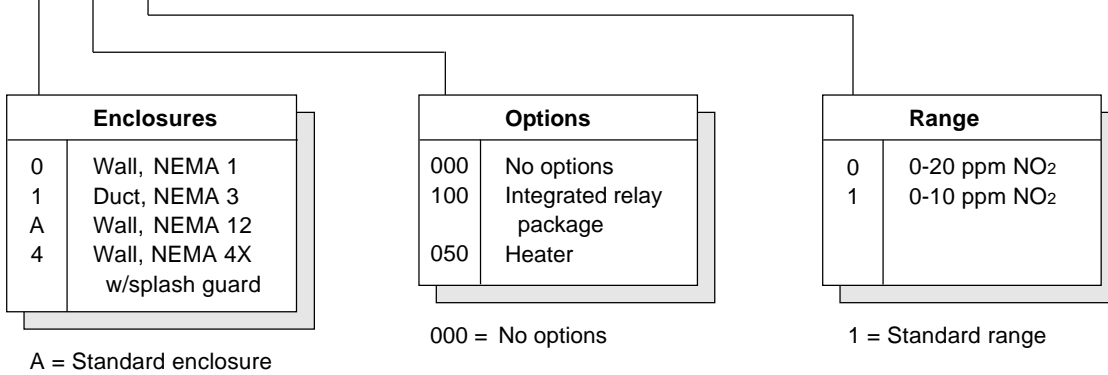 Enclosures
0 Wall, NEMA 1
1 Duct, NEMA 3
A Wall, NEMA 12
4 Wall, NEMA 4X
w/splash guard
A = Standard enclosure
Options
000 No options
100 Integrated relay
package
050 Heater
000 = No options
Range
0 0-20 ppm NO2
1 0-10 ppm NO2
1 = Standard range